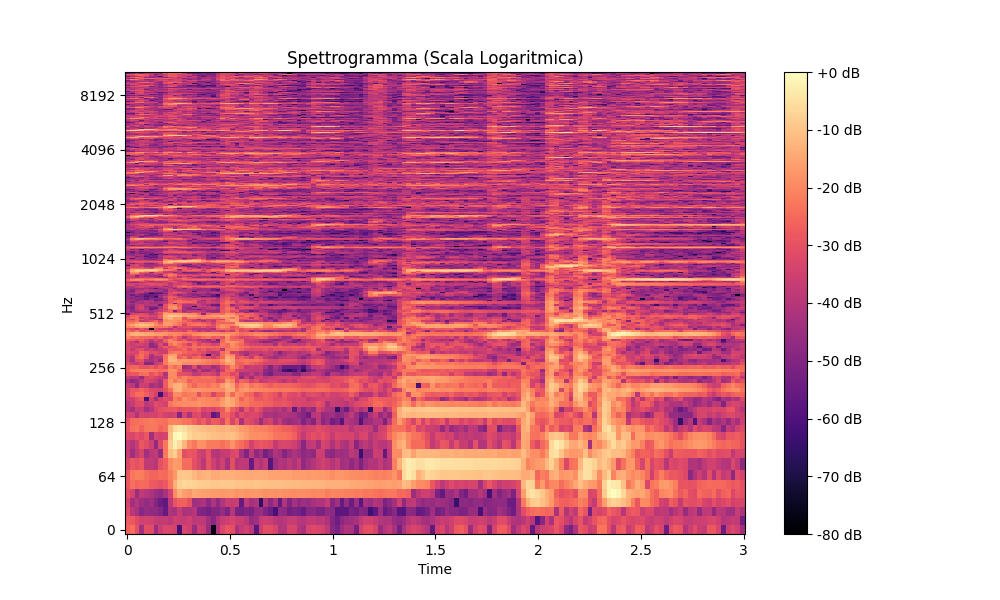 Spettrogramma (Scala Logaritmica)
Hz
8192
4096
2048
1024
512
256
128
64
0
0
0.5
1
1.5
2
2.5
3
Time
+0 dB
-10 dB
-20 dB
-30 dB
-40 dB
-50 dB
-60 dB
-70 dB
-80 dB